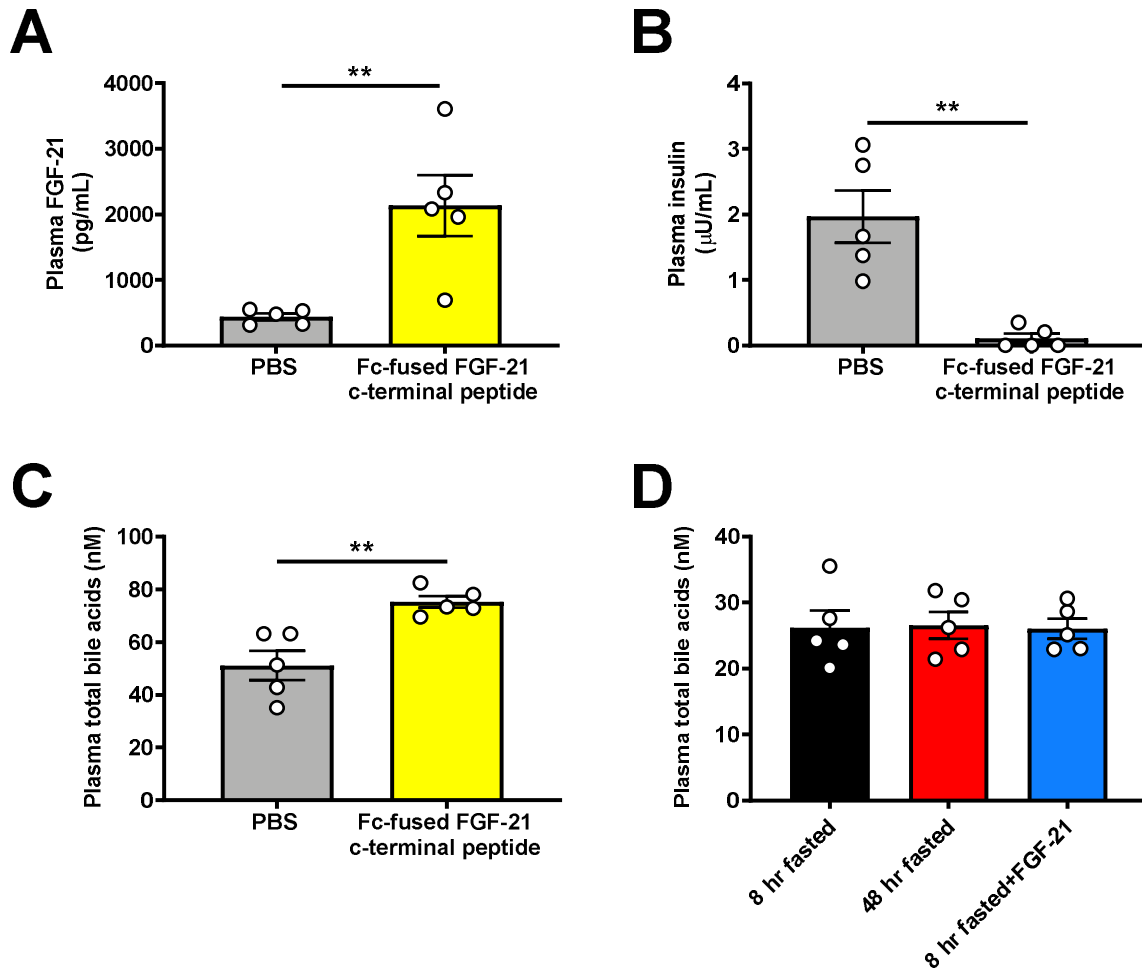 A
Plasma FGF-21
(pg/mL)
4000
3000
2000
1000
0
**
PBS
Fc-fused FGF-21
c-terminal peptide
B
Plasma insulin
(μU/mL)
4
3
2
1
0
**
PBS
Fc-fused FGF-21
c-terminal peptide
C
Plasma total bile acids (nM)
100
80
60
40
20
0
**
PBS
Fc-fused FGF-21
c-terminal peptide
D
Plasma total bile acids (nM)
40
30
20
10
0
8 hr fasted
48 hr fasted
8 hr fasted+FGF-21